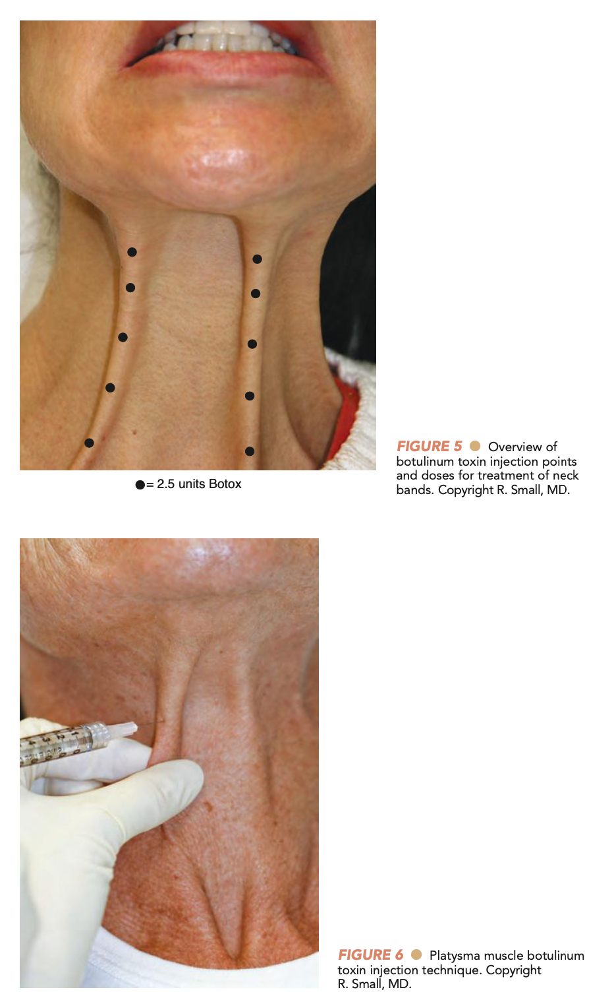 ● = 2.5 units Botox
FIGURE 5 ● Overview of
botulinum toxin injection points
and doses for treatment of neck
bands. Copyright R. Small, MD.
FIGURE 6 ● Platysma muscle botulinum
toxin injection technique. Copyright
R. Small, MD.